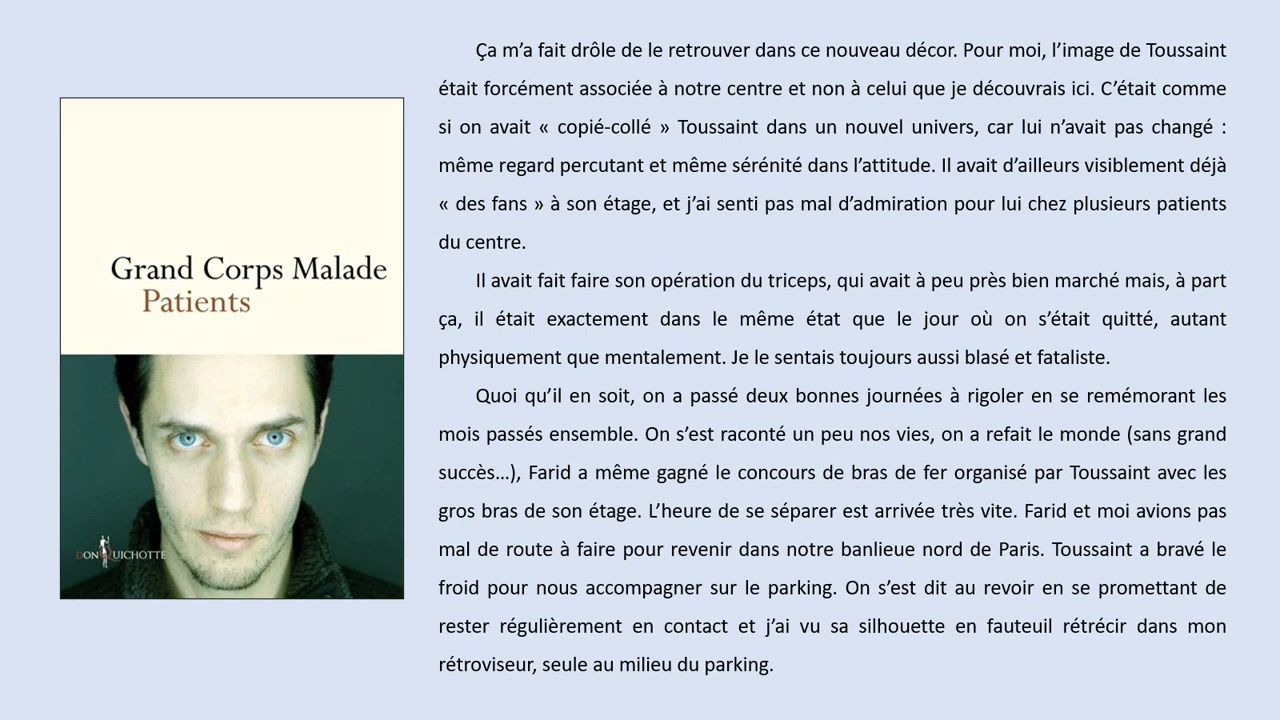 Grand Corps Malade
Patients
DONQUICHOTTE
Ça m’a fait drôle de le retrouver dans ce nouveau décor. Pour moi, l’image de Toussaint
était forcément associée à notre centre et non à celui que je découvrais ici. C’était comme
si on avait « copié-collé » Toussaint dans un nouvel univers, car lui n’avait pas changé :
même regard percutant et même sérénité dans l’attitude. Il avait d’ailleurs visiblement déjà
« des fans » à son étage, et j’ai senti pas mal d’admiration pour lui chez plusieurs patients
du centre.
Il avait fait faire son opération du triceps, qui avait à peu près bien marché mais, à part
ça, il était exactement dans le même état que le jour où on s’était quitté, autant
physiquement que mentalement. Je le sentais toujours aussi blasé et fataliste.
Quoi qu’il en soit, on a passé deux bonnes journées à rigoler en se remémorant les
mois passés ensemble. On s’est raconté un peu nos vies, on a refait le monde (sans grand
succès…), Farid a même gagné le concours de bras de fer organisé par Toussaint avec les
gros bras de son étage. L’heure de se séparer est arrivée très vite. Farid et moi avions pas
mal de route à faire pour revenir dans notre banlieue nord de Paris. Toussaint a bravé le
froid pour nous accompagner sur le parking. On s’est dit au revoir en se promettant de
rester régulièrement en contact et j’ai vu sa silhouette en fauteuil rétrécir dans mon
rétroviseur, seule au milieu du parking.